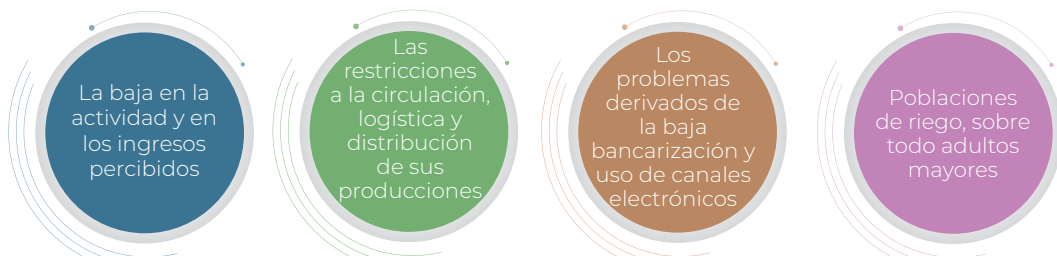 La baja en la
actividad y en
los ingresos
percibidos
Las
restricciones
a la circulación,
logística y
distribución
de sus
producciones
Los
problemas
derivados de
la baja
bancarización y
uso de canales
electrónicos
Poblaciones
de riego, sobre
todo adultos
mayores